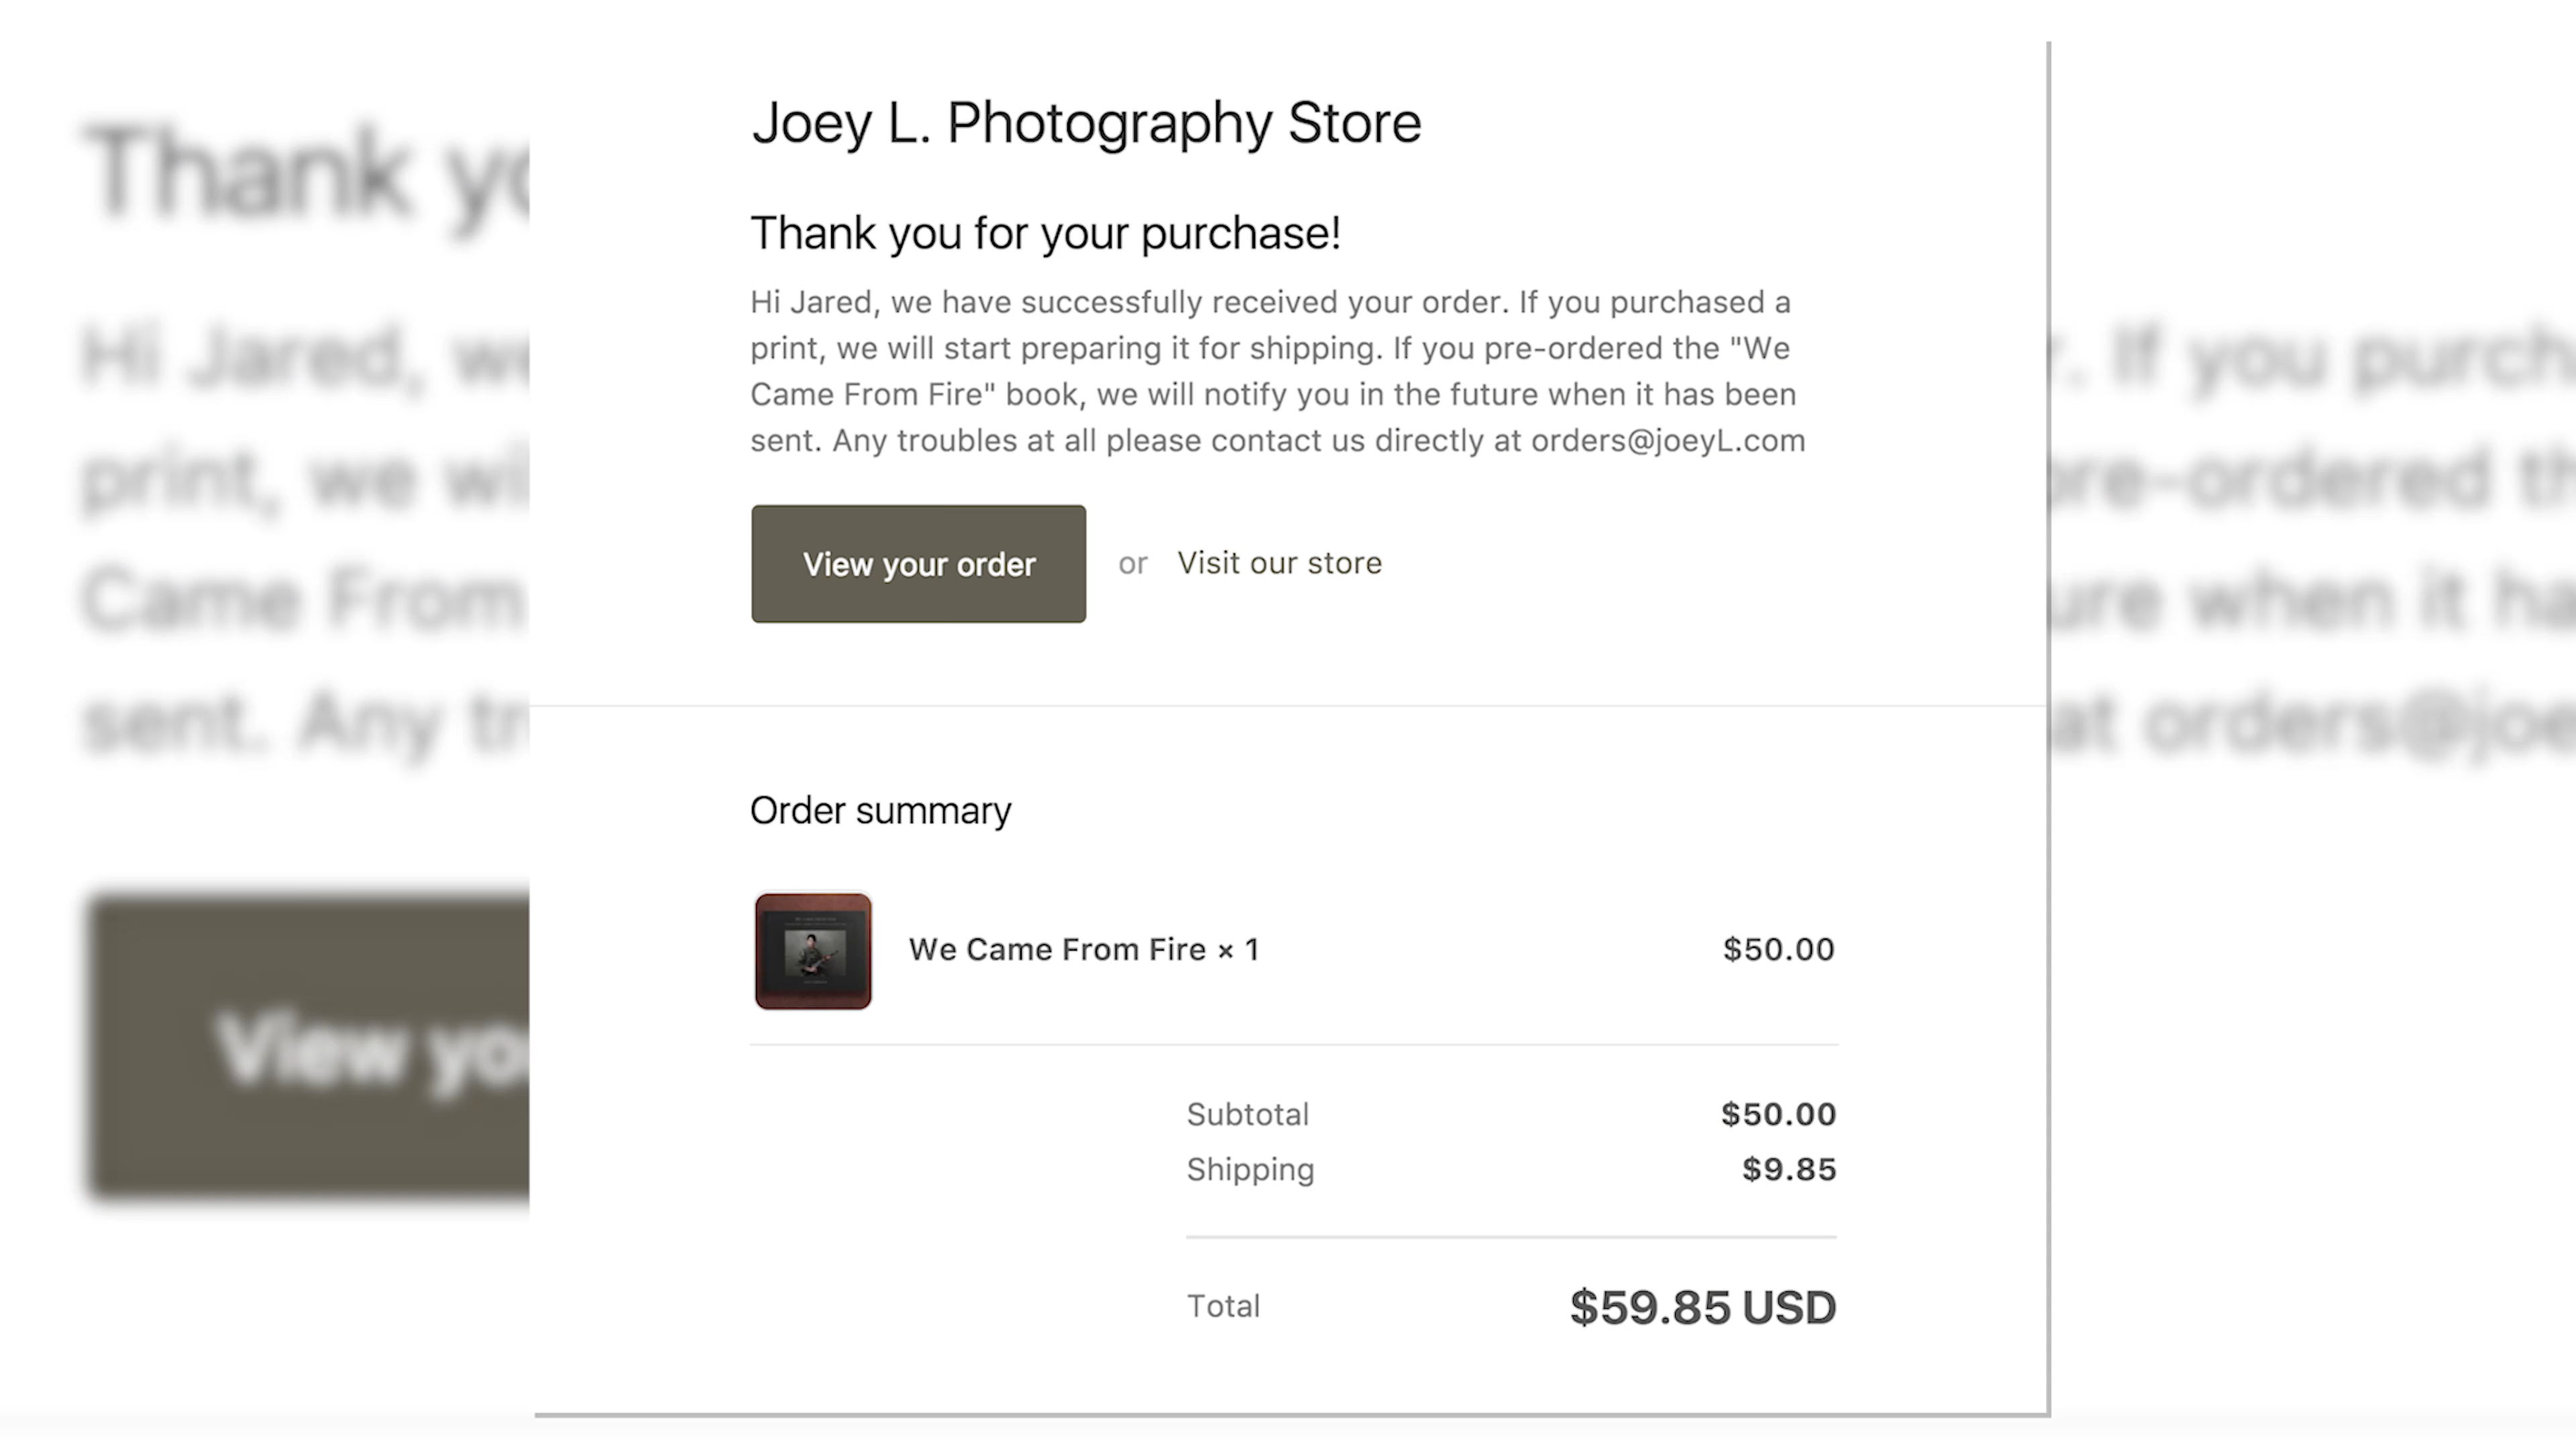 Joey L. Photography Store
Thank you for your purchase!
Hi Jared, we have successfully received your order. If you purchased a
print, we will start preparing it for shipping. If you pre-ordered the "We
Came From Fire" book, we will notify you in the future when it has been
sent. Any troubles at all please contact us directly at orders@joeyL.com
View your order or Visit our store
Order summary
We Came From Fire × 1 $50.00
Subtotal $50.00
Shipping $9.85
Total $59.85 USD